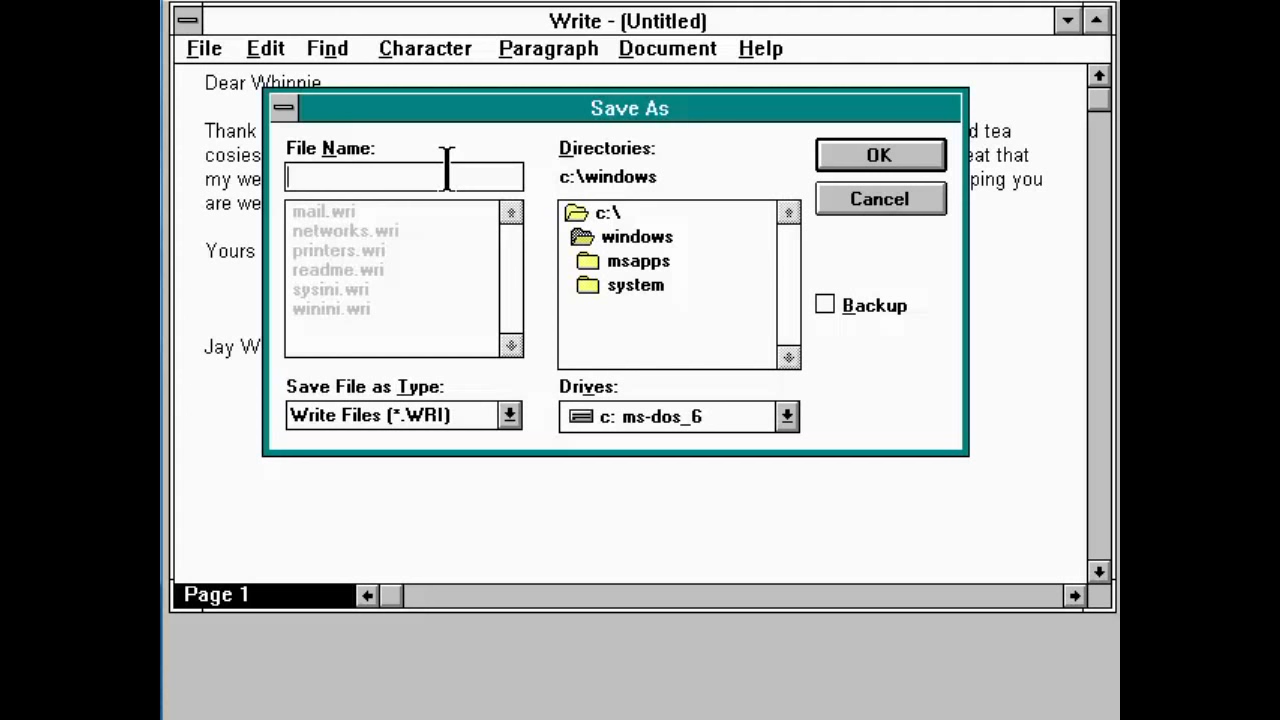 Write - (Untitled)
File Edit Find Character Paragraph Document Help
Dear Whinnie
Save As
Thank
d tea
cosies
eat that
my we
ping you
are we
Yours
Jay W
File Name:
mail.wri
networks.wri
printers.wri
readme.wri
sysini.wri
winini.wri
Save File as Type:
Write Files (*.WRI)
Directories:
c:\windows
c:\
windows
msapps
system
Drives:
c: ms-dos_6
OK
Cancel
Backup
Page 1